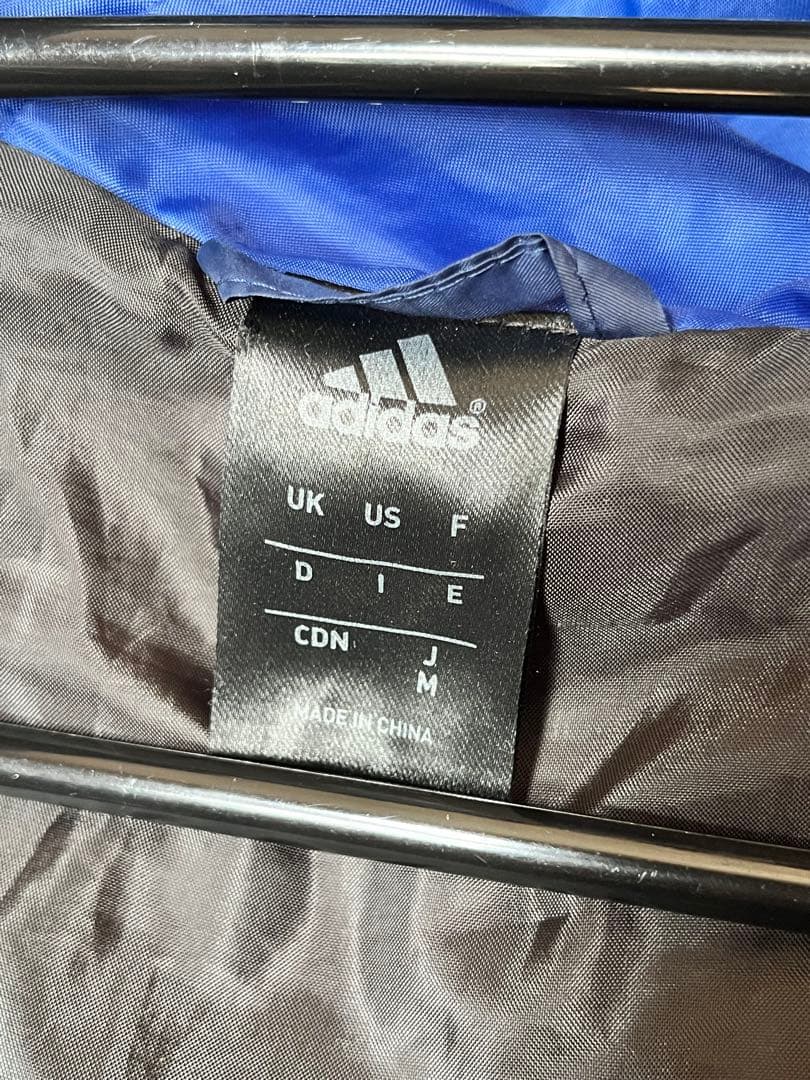 adidas®
UK US F
D I E
CDN J
M
MADE IN CHINA